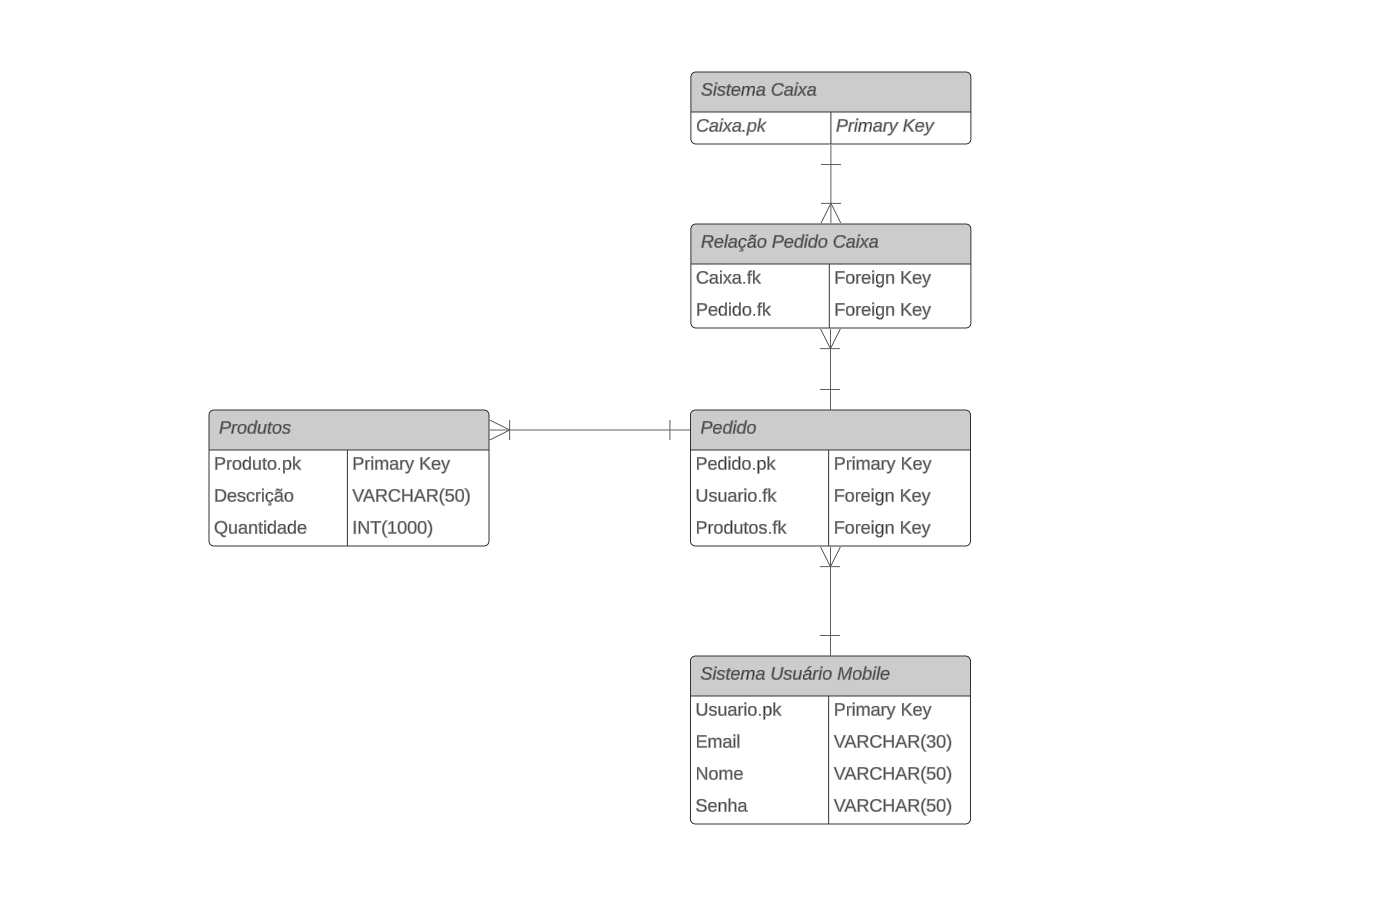 Sistema Caixa
Caixa.pk Primary Key
Relação Pedido Caixa
Caixa.fk Foreign Key
Pedido.fk Foreign Key
Produtos
Produto.pk Primary Key
Descrição VARCHAR(50)
Quantidade INT(1000)
Pedido
Pedido.pk Primary Key
Usuario.fk Foreign Key
Produtos.fk Foreign Key
Sistema Usuário Mobile
Usuario.pk Primary Key
Email VARCHAR(30)
Nome VARCHAR(50)
Senha VARCHAR(50)